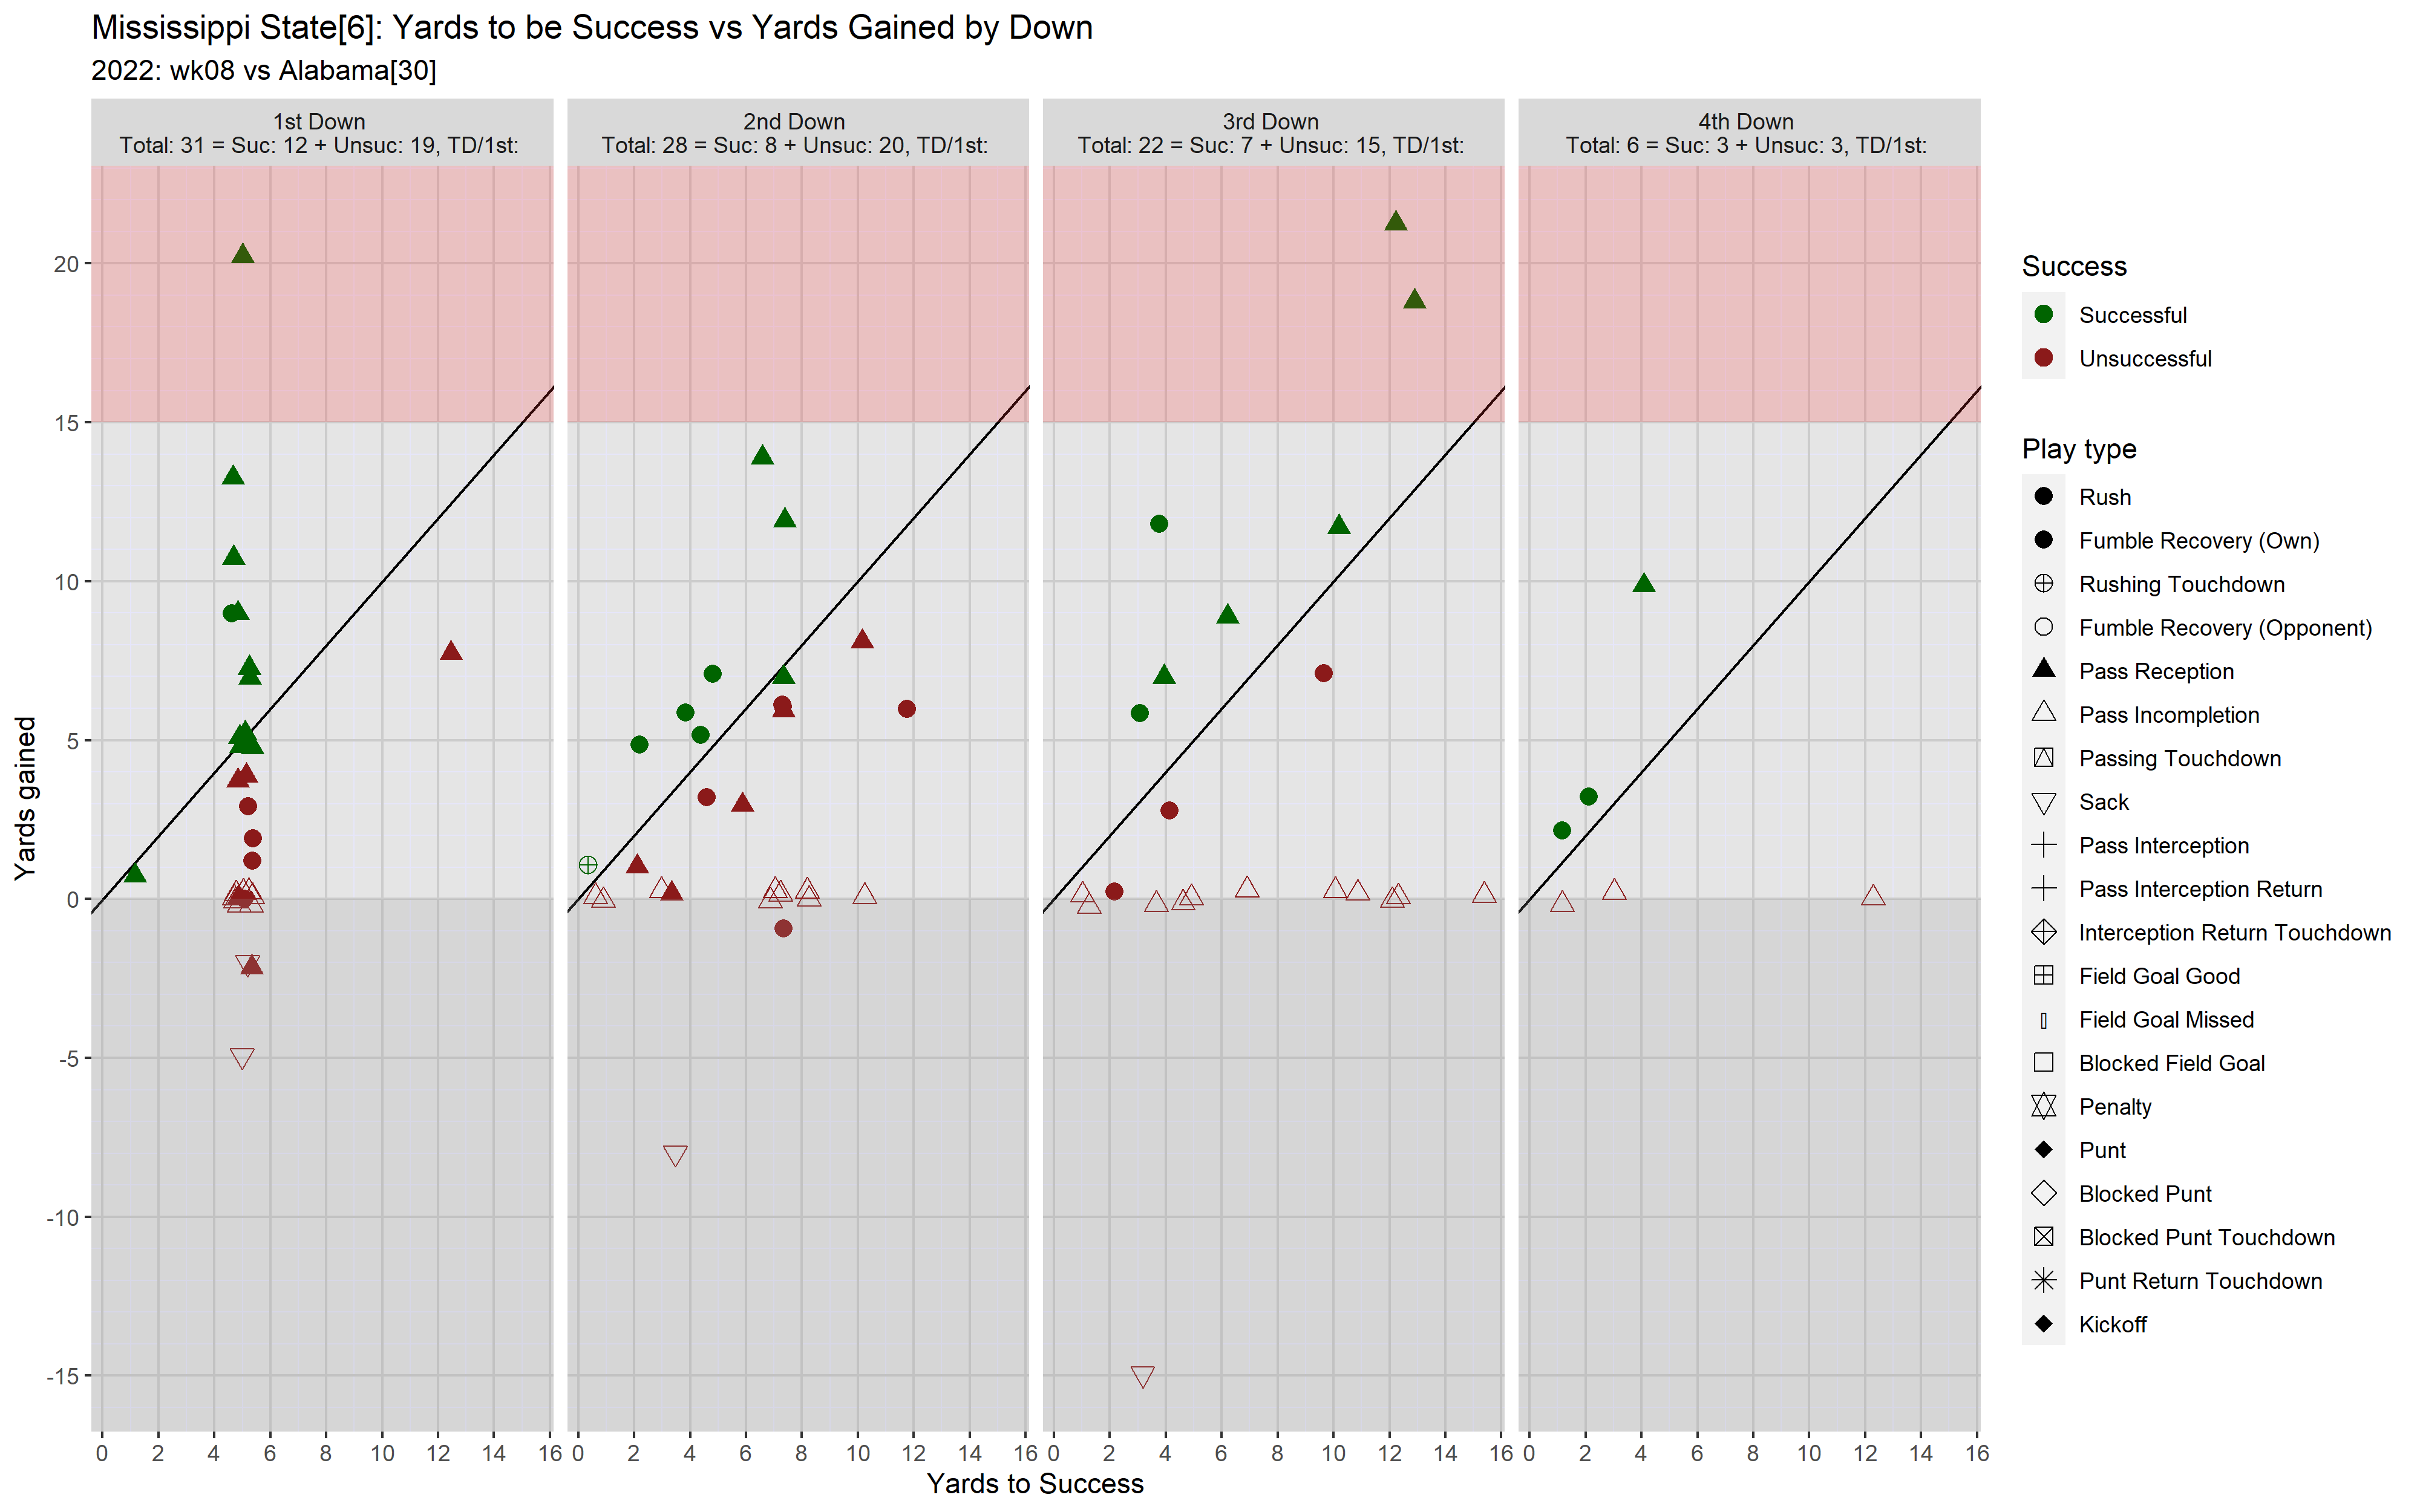 Mississippi State[6]: Yards to be Success vs Yards Gained by Down
2022: wk08 vs Alabama[30]
1st Down
Total: 31 = Suc: 12 + Unsuc: 19, TD/1st:
2nd Down
Total: 28 = Suc: 8 + Unsuc: 20, TD/1st:
3rd Down
Total: 22 = Suc: 7 + Unsuc: 15, TD/1st:
4th Down
Total: 6 = Suc: 3 + Unsuc: 3, TD/1st:
Yards gained
20
15
10
5
0
-5
-10
-15
0 2 4 6 8 10 12 14 16
0 2 4 6 8 10 12 14 16
0 2 4 6 8 10 12 14 16
0 2 4 6 8 10 12 14 16
Yards to Success
Success
Successful
Unsuccessful
Play type
Rush
Fumble Recovery (Own)
Rushing Touchdown
Fumble Recovery (Opponent)
Pass Reception
Pass Incompletion
Passing Touchdown
Sack
Pass Interception
Pass Interception Return
Interception Return Touchdown
Field Goal Good
Field Goal Missed
Blocked Field Goal
Penalty
Punt
Blocked Punt
Blocked Punt Touchdown
Punt Return Touchdown
Kickoff